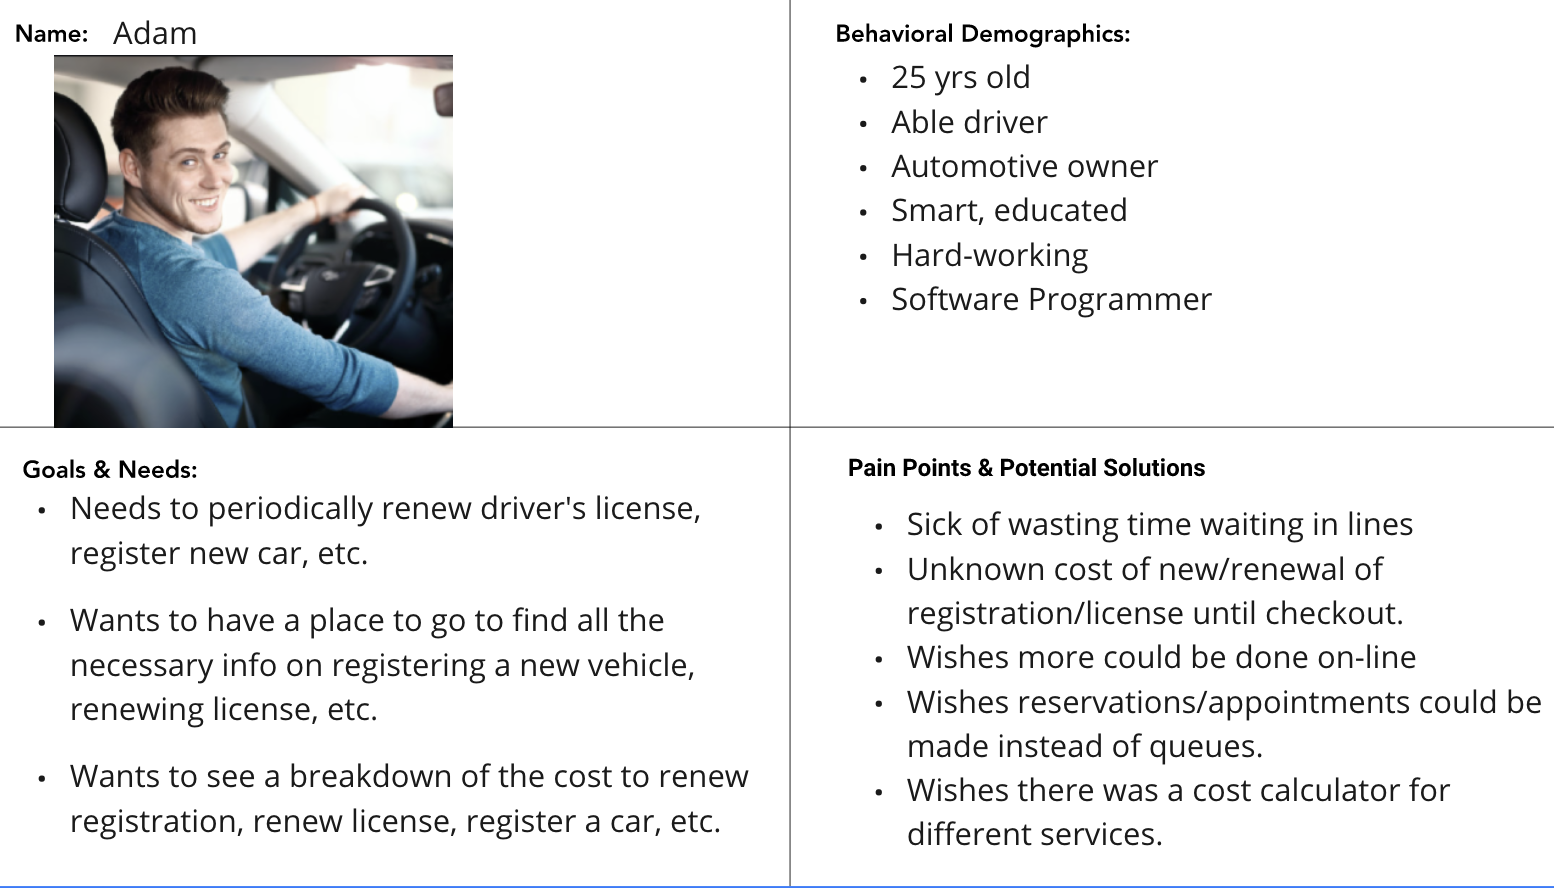 Name: Adam
Behavioral Demographics:
• 25 yrs old
• Able driver
• Automotive owner
• Smart, educated
• Hard-working
• Software Programmer
Goals & Needs:
• Needs to periodically renew driver's license,
register new car, etc.
• Wants to have a place to go to find all the
necessary info on registering a new vehicle,
renewing license, etc.
• Wants to see a breakdown of the cost to renew
registration, renew license, register a car, etc.
Pain Points & Potential Solutions
• Sick of wasting time waiting in lines
• Unknown cost of new/renewal of
registration/license until checkout.
• Wishes more could be done on-line
• Wishes reservations/appointments could be
made instead of queues.
• Wishes there was a cost calculator for
different services.